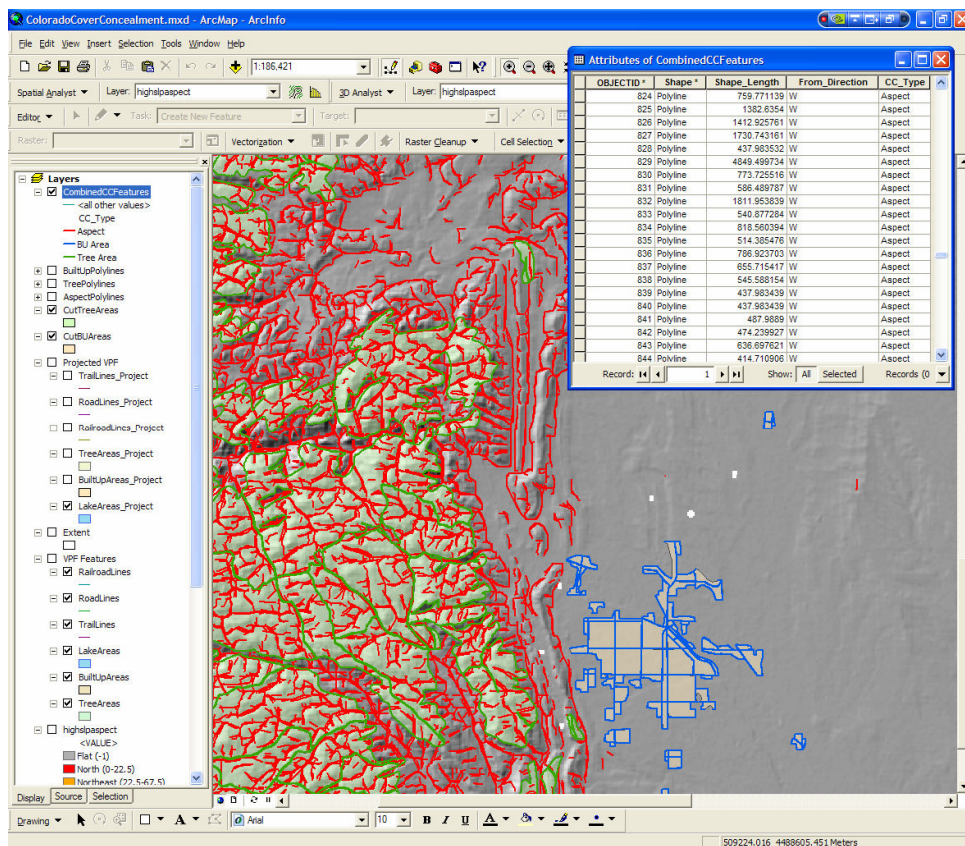 ColoradoCoverConcealment.mxd - ArcMap - ArcInfo
File Edit View Insert Selection Tools Window Help
1:186,421
Spatial Analyst Layer: highslpaspect 3D Analyst Layer: highslpaspect
Editor Task: Create New Feature Target:
Raster: Vectorization Raster Cleanup Cell Selection
Layers
CombinedCCFeatures
<all other values>
CC_Type
Aspect
BU Area
Tree Area
BuiltUpPolylines
TreePolylines
AspectPolylines
CutTreeAreas
CutBUAreas
Projected VPF
TrailLines_Project
RoadLines_Project
RailroadLines_Project
TreeAreas_Project
BuiltUpAreas_Project
LakeAreas_Project
Extent
VPF Features
RailroadLines
RoadLines
TrailLines
LakeAreas
BuiltUpAreas
TreeAreas
highslpaspect
<VALUE>
Flat (-1)
North (0-22.5)
Northeast (22.5-67.5)
Display Source Selection
Attributes of CombinedCCFeatures
OBJECTID* Shape* Shape_Length From_Direction CC_Type
824 Polyline 759.771139 W Aspect
825 Polyline 1382.6354 W Aspect
826 Polyline 1412.925761 W Aspect
827 Polyline 1730.743161 W Aspect
828 Polyline 437.983532 W Aspect
829 Polyline 4849.499734 W Aspect
830 Polyline 773.725516 W Aspect
831 Polyline 586.489787 W Aspect
832 Polyline 1811.953839 W Aspect
833 Polyline 540.877284 W Aspect
834 Polyline 818.560394 W Aspect
835 Polyline 514.385476 W Aspect
836 Polyline 786.923703 W Aspect
837 Polyline 655.715417 W Aspect
838 Polyline 545.588154 W Aspect
839 Polyline 437.983439 W Aspect
840 Polyline 437.983439 W Aspect
841 Polyline 487.9889 W Aspect
842 Polyline 474.239927 W Aspect
843 Polyline 636.697621 W Aspect
844 Polyline 414.710906 W Aspect
Record: 1 Show: All Selected Records (0
Drawing A Arial 10 B I U A
509224.016 4488605.451 Meters